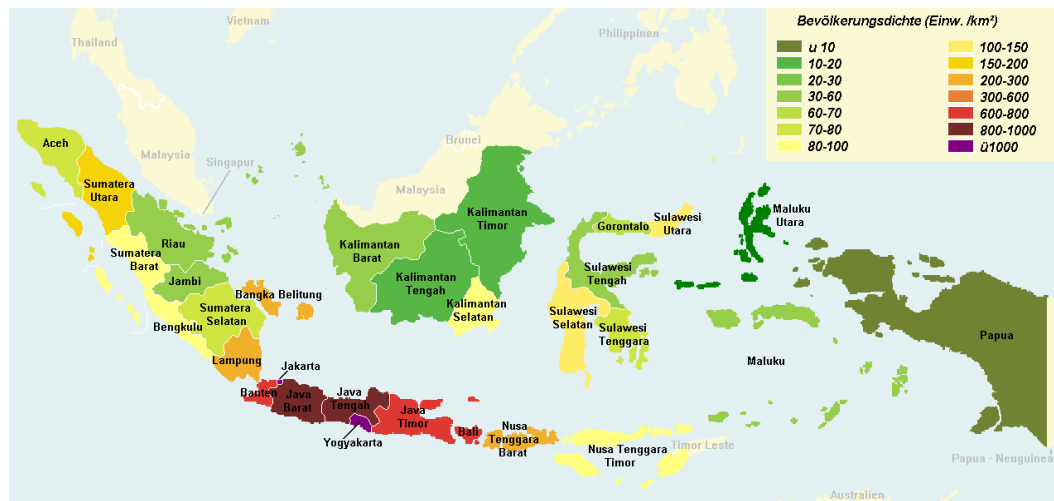 Bevölkerungsdichte (Einw. /km²)
u 10
10-20
20-30
30-60
60-70
70-80
80-100
100-150
150-200
200-300
300-600
600-800
800-1000
ü1000
Vietnam
Thailand
Philippinen
Aceh
Brunei
Malysia
Singapur
Malaysia
Sumatera
Utara
Kalimantan
Timor
Maluku
Utara
Sulawesi
Utara
Gorontalo
Riau
Kalimantan
Barat
Sumatera
Barat
Sulawesi
Tengah
Jambi
Kalimantan
Tengah
Bangka Belitung
Sumatera
Selatan
Kalimantan
Selatan
Sulawesi
Selatan
Bengkulu
Sulawesi
Tenggara
Papua
Lampung
Maluku
Jakarta
Banten
Java
Barat
Java
Tengah
Java
Timor
Bali
Nusa
Tenggara
Barat
Yogyakarta
Nusa Tenggara
Timor
Timor Leste
Papua - Neuguinea
Australien